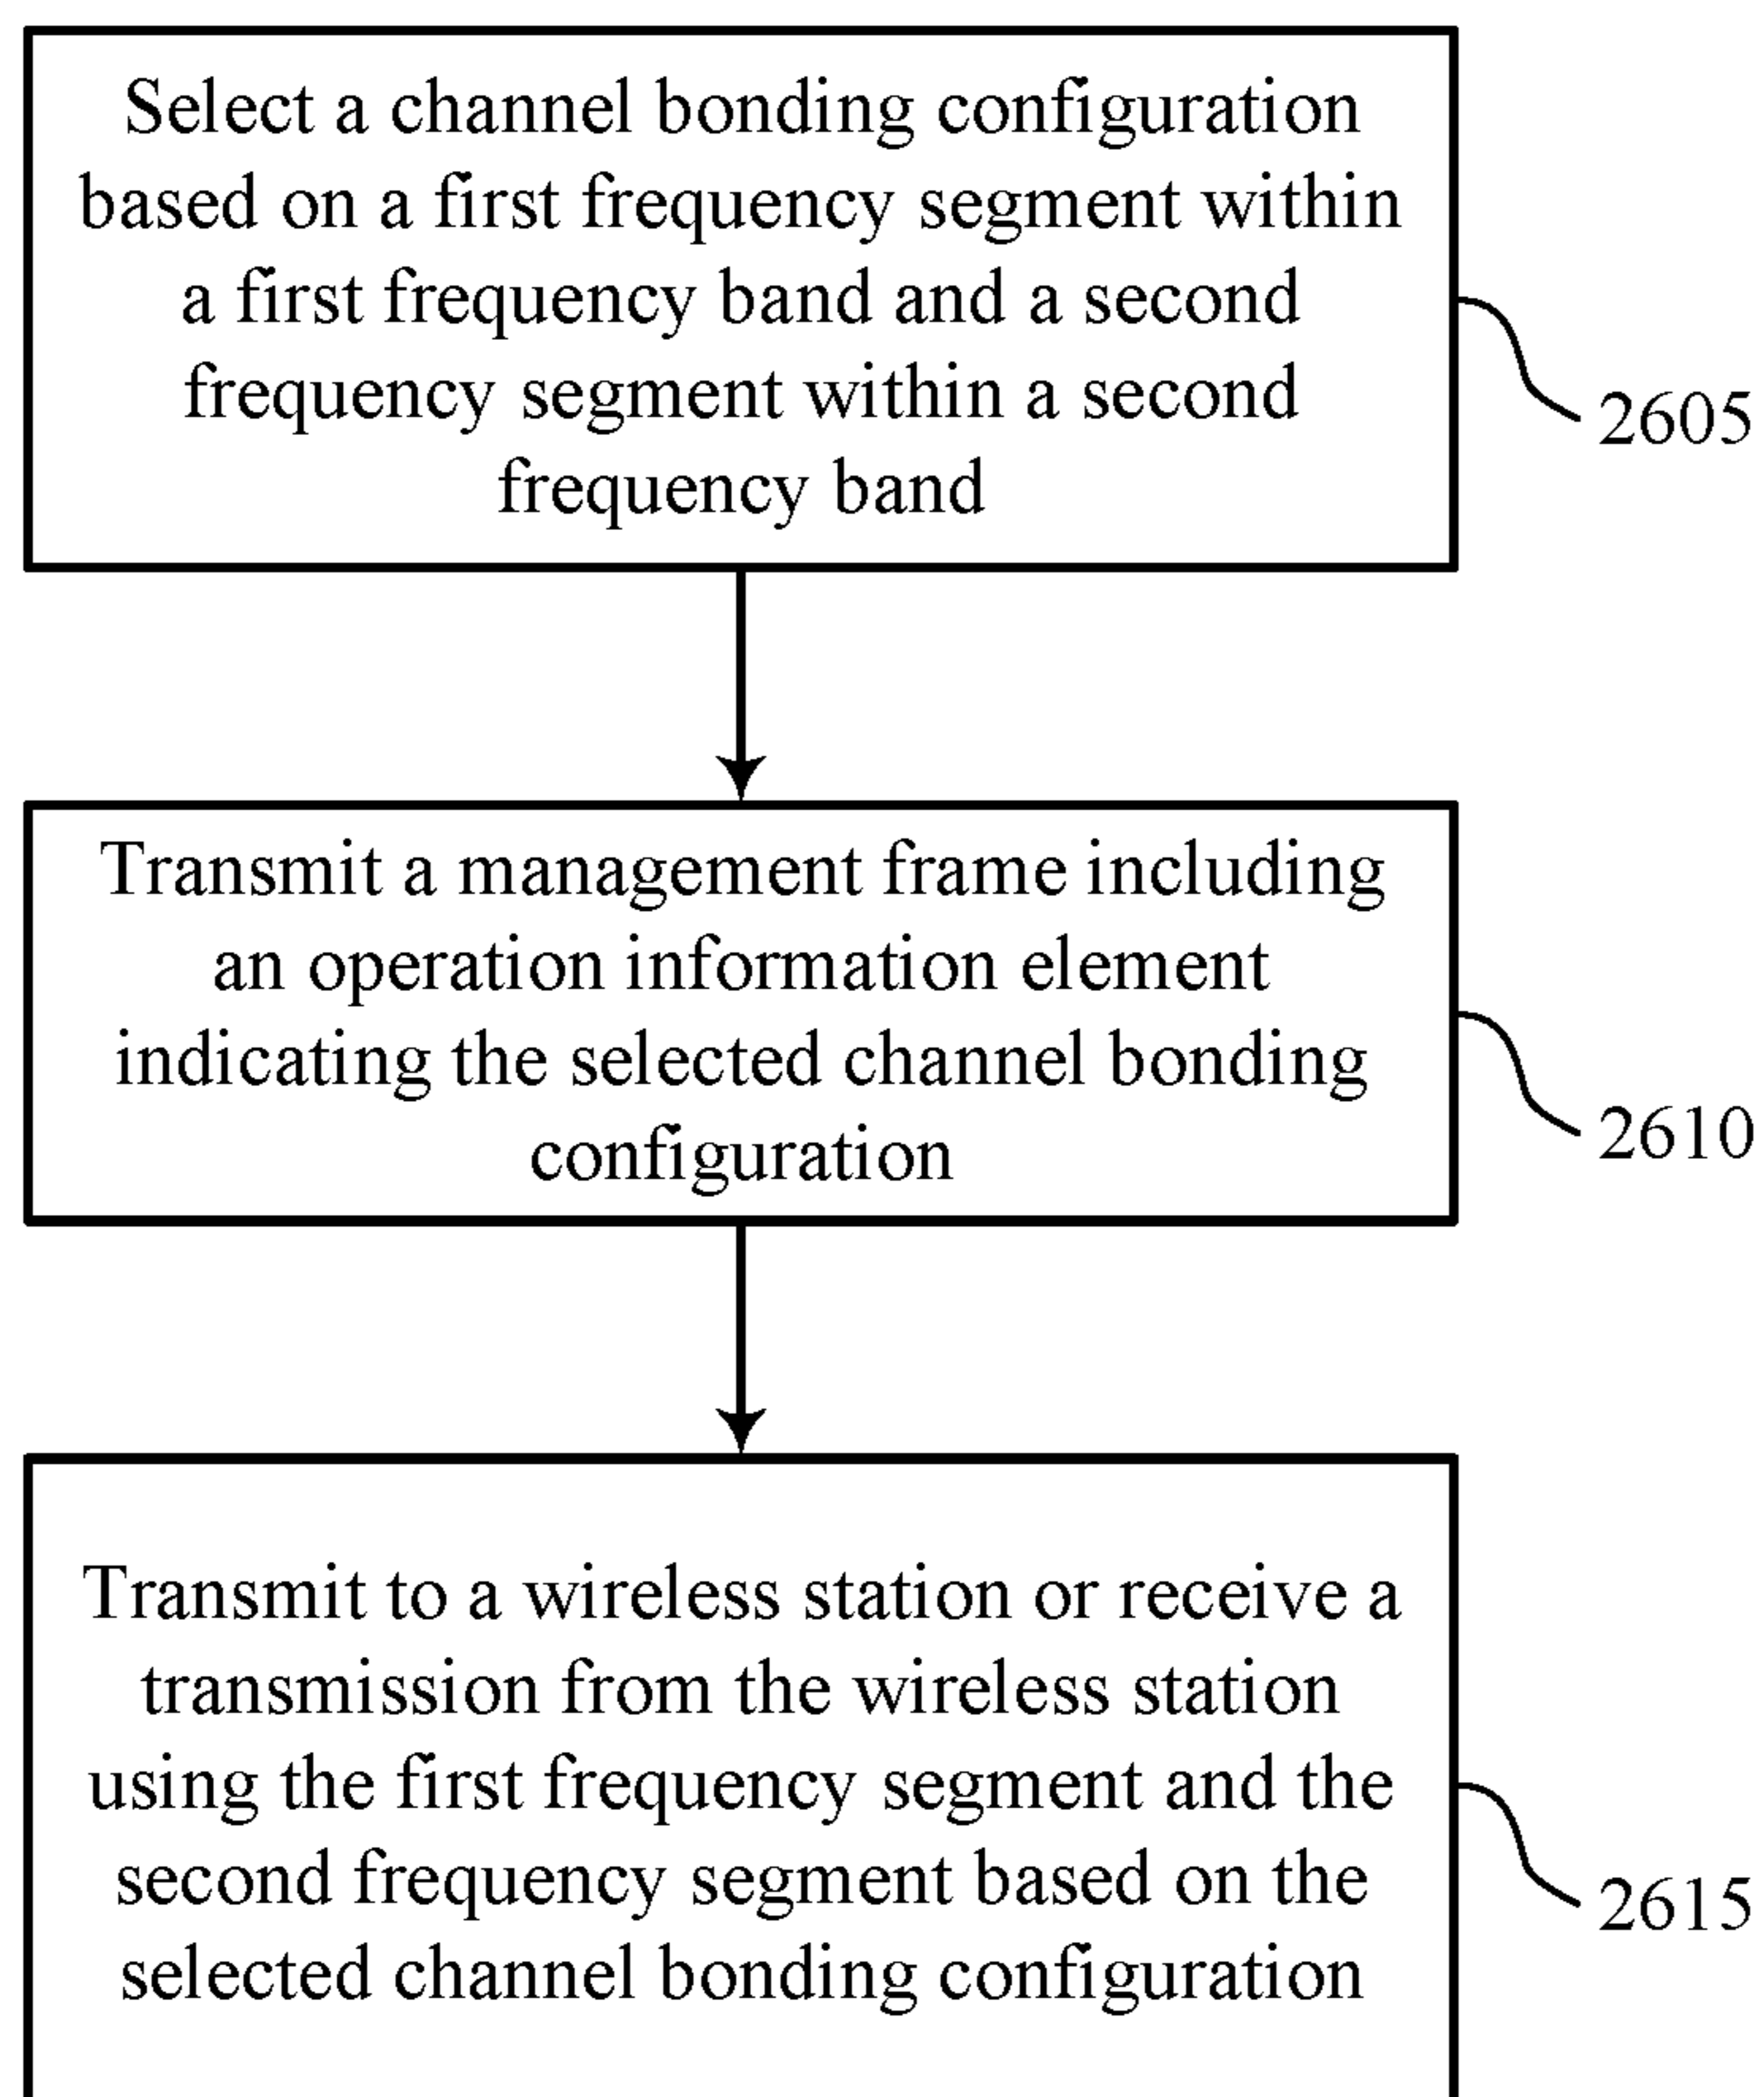 Select a channel bonding configuration
based on a first frequency segment within
a first frequency band and a second
frequency segment within a second
frequency band
2605
Transmit a management frame including
an operation information element
indicating the selected channel bonding
configuration
2610
Transmit to a wireless station or receive a
transmission from the wireless station
using the first frequency segment and the
second frequency segment based on the
selected channel bonding configuration
2615